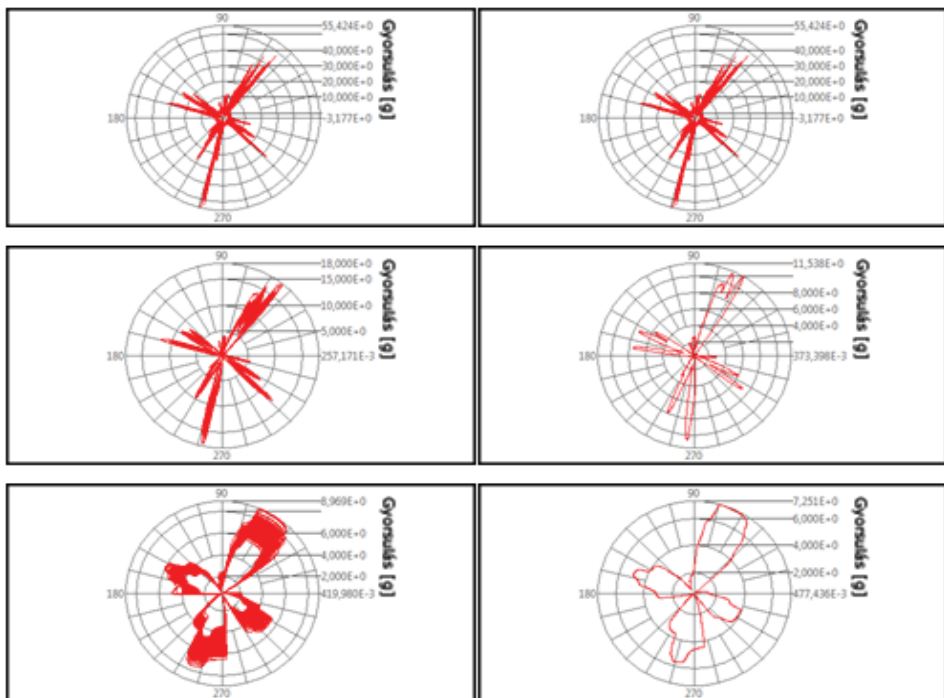 90
55,424E+0
40,000E+0
30,000E+0
20,000E+0
10,000E+0
-3,177E+0
180
270
Gyorsulás [g]
90
55,424E+0
40,000E+0
30,000E+0
20,000E+0
10,000E+0
-3,177E+0
180
270
Gyorsulás [g]
90
18,000E+0
15,000E+0
10,000E+0
5,000E+0
257,171E-3
180
270
Gyorsulás [g]
90
11,538E+0
8,000E+0
6,000E+0
4,000E+0
373,398E-3
180
270
Gyorsulás [g]
90
8,969E+0
6,000E+0
4,000E+0
2,000E+0
419,980E-3
180
270
Gyorsulás [g]
90
7,251E+0
6,000E+0
4,000E+0
2,000E+0
477,436E-3
180
270
Gyorsulás [g]